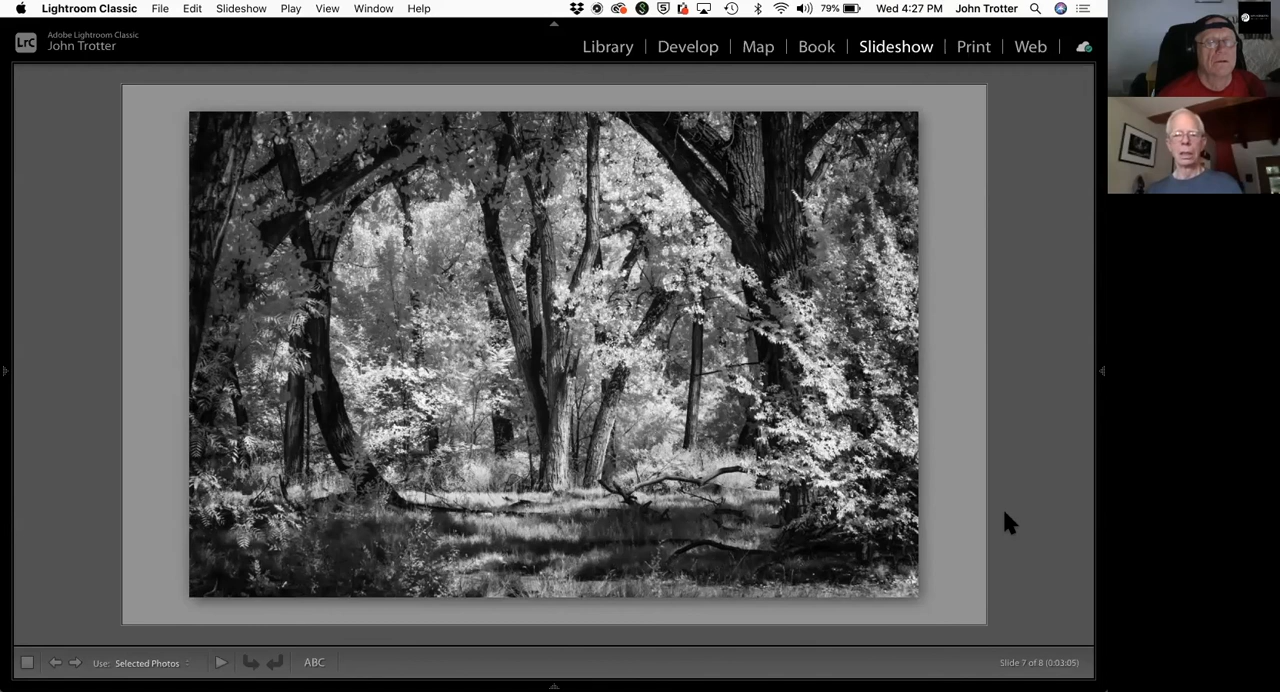 Lightroom Classic File Edit Slideshow Play View Window Help 79% Wed 4:27 PM John Trotter
LrC Adobe Lightroom Classic
John Trotter
Library | Develop | Map | Book | Slideshow | Print | Web
Use: Selected Photos ABC Slide 7 of 8 (0:03:05)